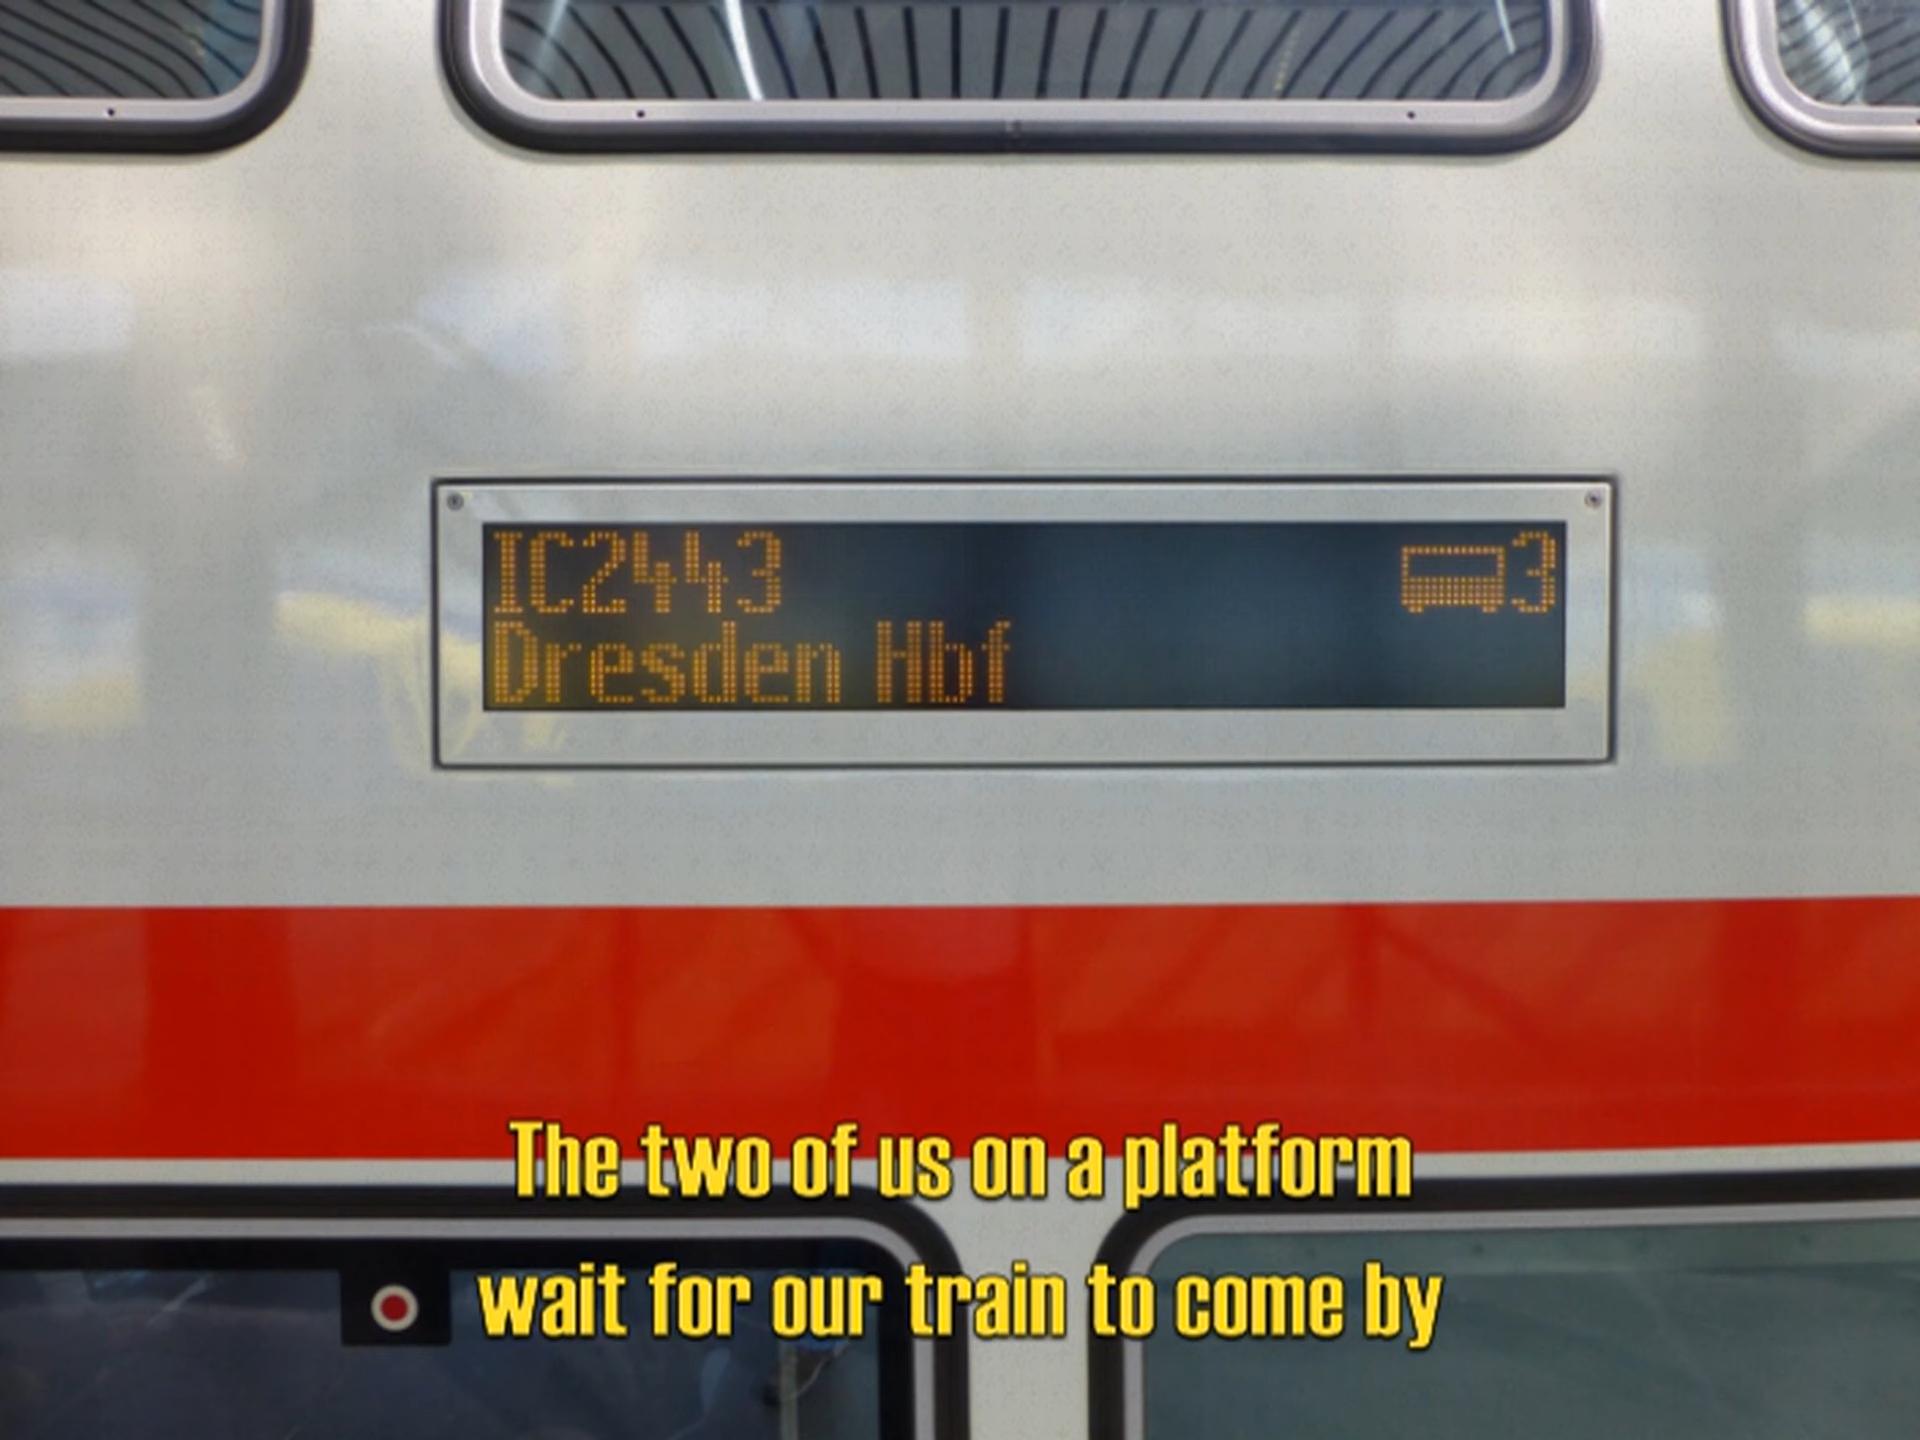 IC2443 3
Dresden Hbf
The two of us on a platform
wait for our train to come by